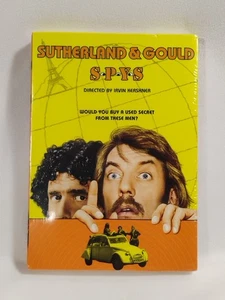 SUTHERLAND & GOULD
S*P*Y*S
DIRECTED BY IRVIN KERSHNER
WOULD YOU BUY A USED SECRET
FROM THESE MEN?